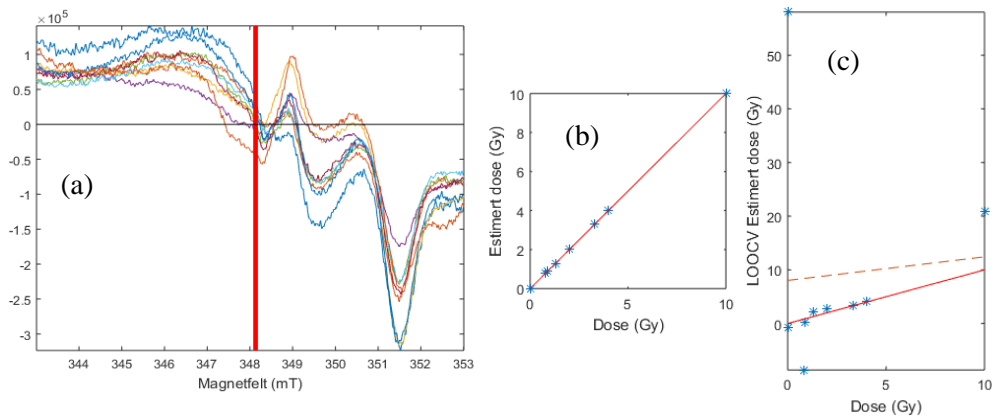 × 10⁵
1
0.5
0
-0.5
-1
-1.5
-2
-2.5
-3
344 345 346 347 348 349 350 351 352 353
Magnetfelt (mT)
(a)
Estimert dose (Gy)
10
8
6
4
2
0
0 5 10
Dose (Gy)
(b)
LOOCV Estimert dose (Gy)
50
40
30
20
10
0
0 5 10
Dose (Gy)
(c)